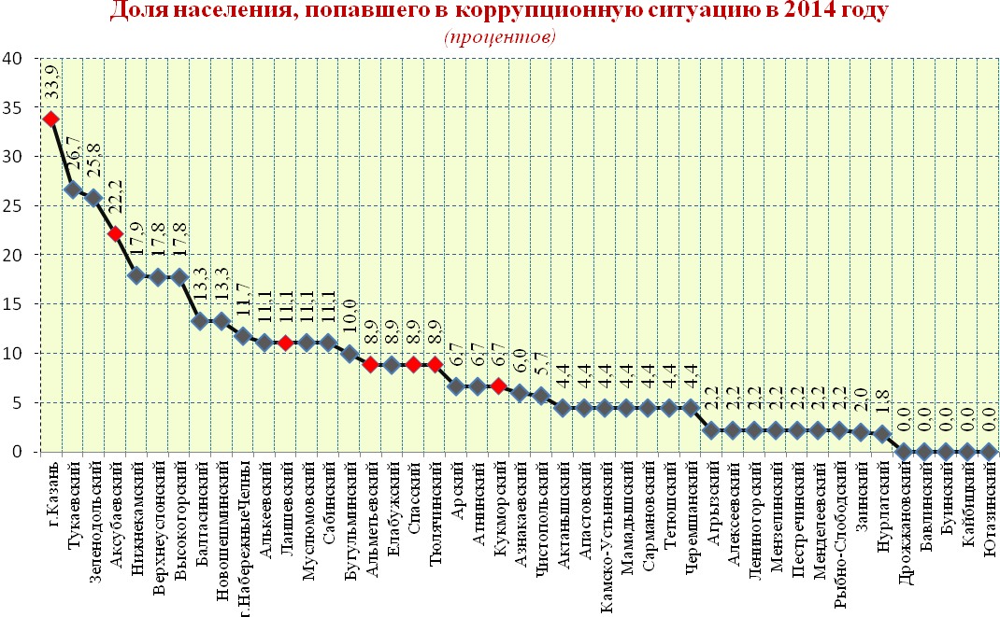 Доля населения, попавшего в коррупционную ситуацию в 2014 году
(процентов)
40
35
30
25
20
15
10
5
0
33,9
26,7
25,8
22,2
17,9
17,8
17,8
13,3
13,3
11,7
11,1
11,1
11,1
11,1
10,0
8,9
8,9
8,9
8,9
6,7
6,7
6,7
6,0
5,7
4,4
4,4
4,4
4,4
4,4
4,4
4,4
2,2
2,2
2,2
2,2
2,2
2,2
2,2
2,0
1,8
0,0
0,0
0,0
0,0
0,0
г.Казань
Тукаевский
Зеленодольский
Аксубаевский
Нижнекамский
Верхнеуслонский
Высокогорский
Балтасинский
Новошешминский
г.НабережныеЧелны
Алькеевский
Лаишевский
Муслюмовский
Сабинский
Бугульминский
Альметьевский
Елабужский
Спасский
Тюлячинский
Арский
Атнинский
Кукморский
Азнакаевский
Чистопольский
Актанышский
Апастовский
Камско-Устьинский
Мамадышский
Сармановский
Тетюшский
Черемшанский
Агрызский
Алексеевский
Лениногорский
Мензелинский
Пестречинский
Менделеевский
Рыбно-Слободский
Заинский
Нурлатский
Дрожжановский
Бавлинский
Буинский
Кайбицкий
Ютазинский